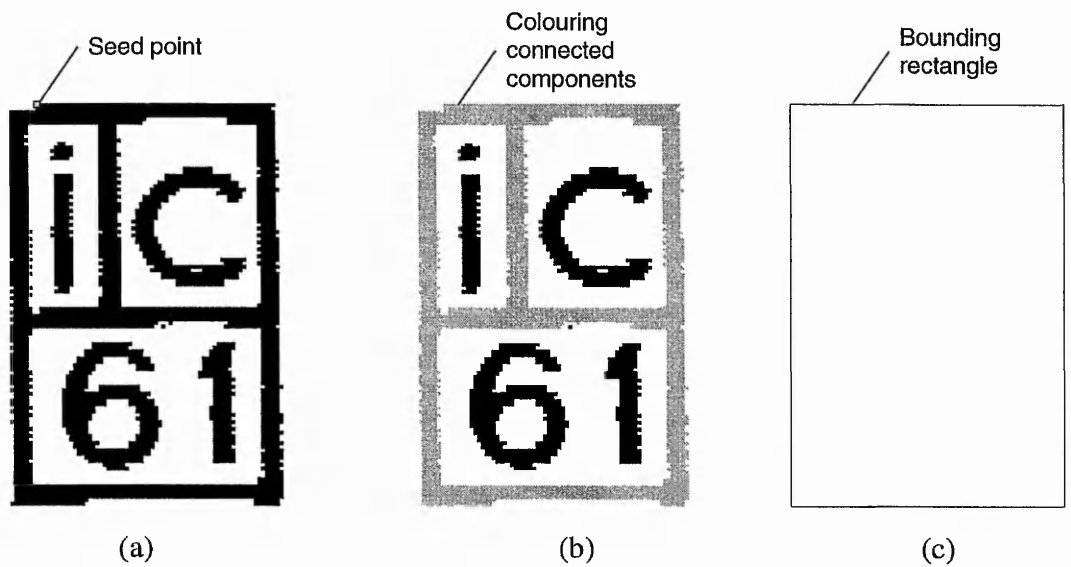 Seed point
Colouring
connected
components
Bounding
rectangle
iC
61
iC
61
(a)
(b)
(c)